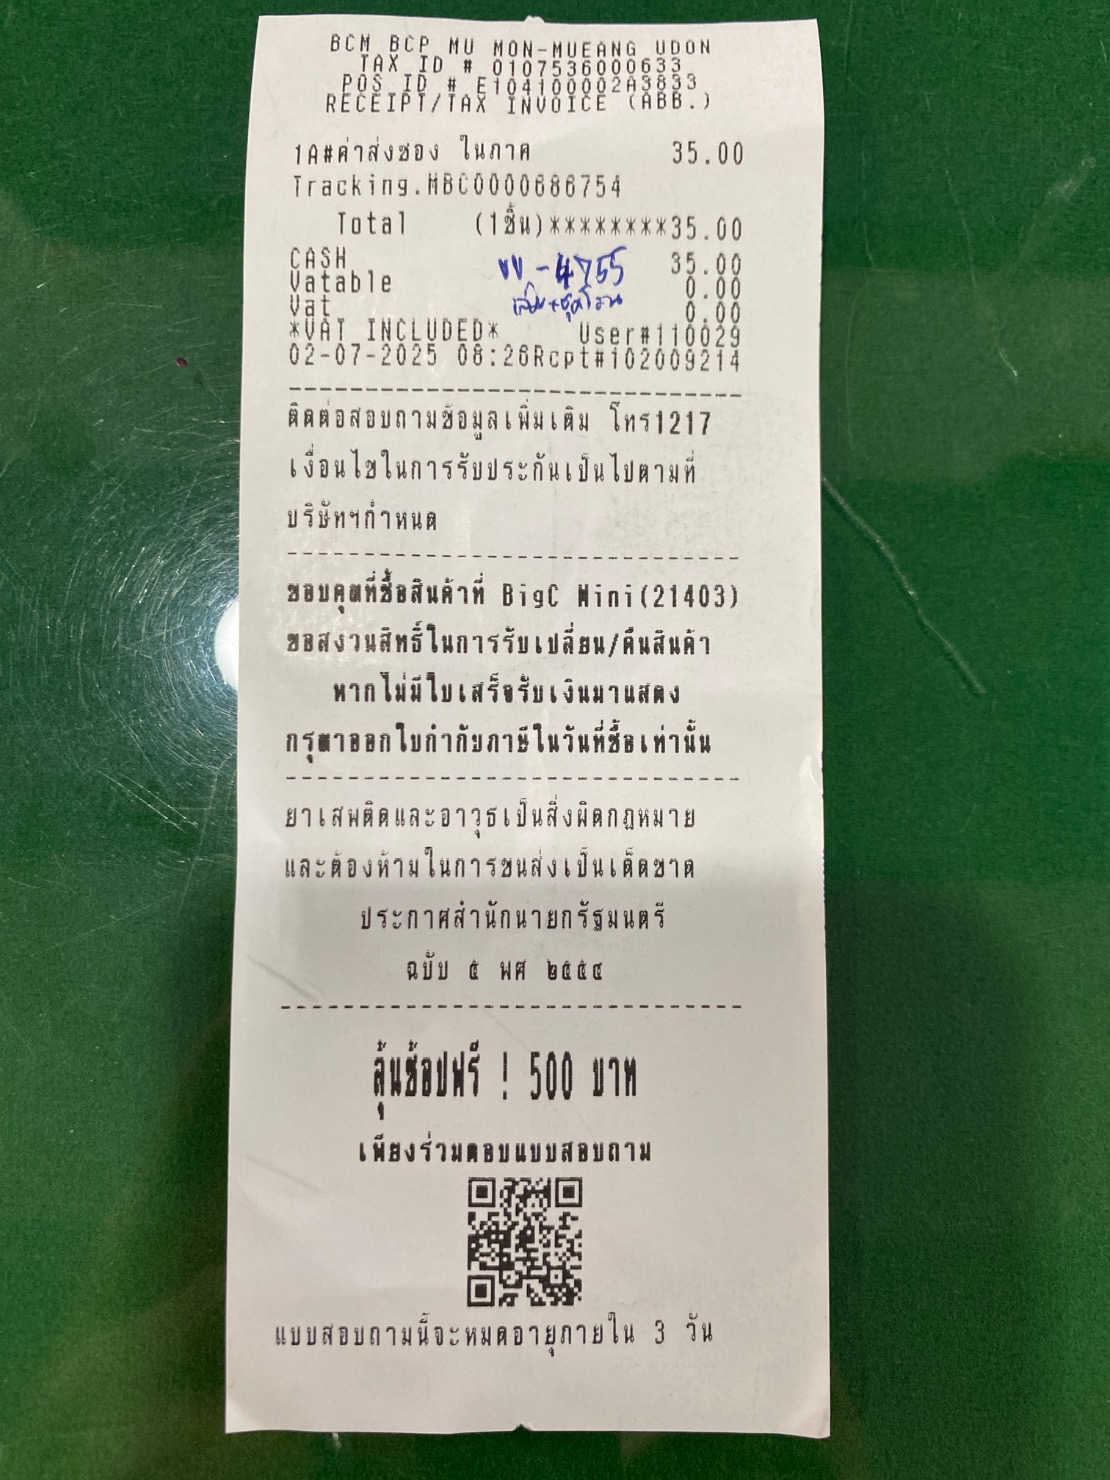 BCM BCP MU MON-MUEANG UDON
TAX ID # 0107536000633
POS ID # E104100002A3833
RECEIPT/TAX INVOICE (ABB.)
1A#ค่าส่งซอง ในภาค 35.00
Tracking.MBC0000686754
Total (1ชิ้น)********35.00
CASH 35.00
Vatable 0.00
Vat 0.00
-4755
*VAT INCLUDED* User#110029
02-07-2025 08:26Rcpt#102009214
ติดต่อสอบถามข้อมูลเพิ่มเติม โทร1217
เงื่อนไขในการรับประกันเป็นไปตามที่
บริษัทฯกำหนด
ขอบคุณที่ซื้อสินค้าที่ BigC Mini(21403)
ขอสงวนสิทธิ์ในการรับเปลี่ยน/คืนสินค้า
หากไม่มีใบเสร็จรับเงินมาแสดง
กรุณาออกใบกำกับภาษีในวันที่ซื้อเท่านั้น
ยาเสพติดและอาวุธเป็นสิ่งผิดกฎหมาย
และต้องห้ามในการขนส่งเป็นเด็ดขาด
ประกาศสำนักนายกรัฐมนตรี
ฉบับ ๕ พศ ๒๕๕๔
ลุ้นช้อปฟรี ! 500 บาท
เพียงร่วมตอบแบบสอบถาม
แบบสอบถามนี้จะหมดอายุภายใน 3 วัน